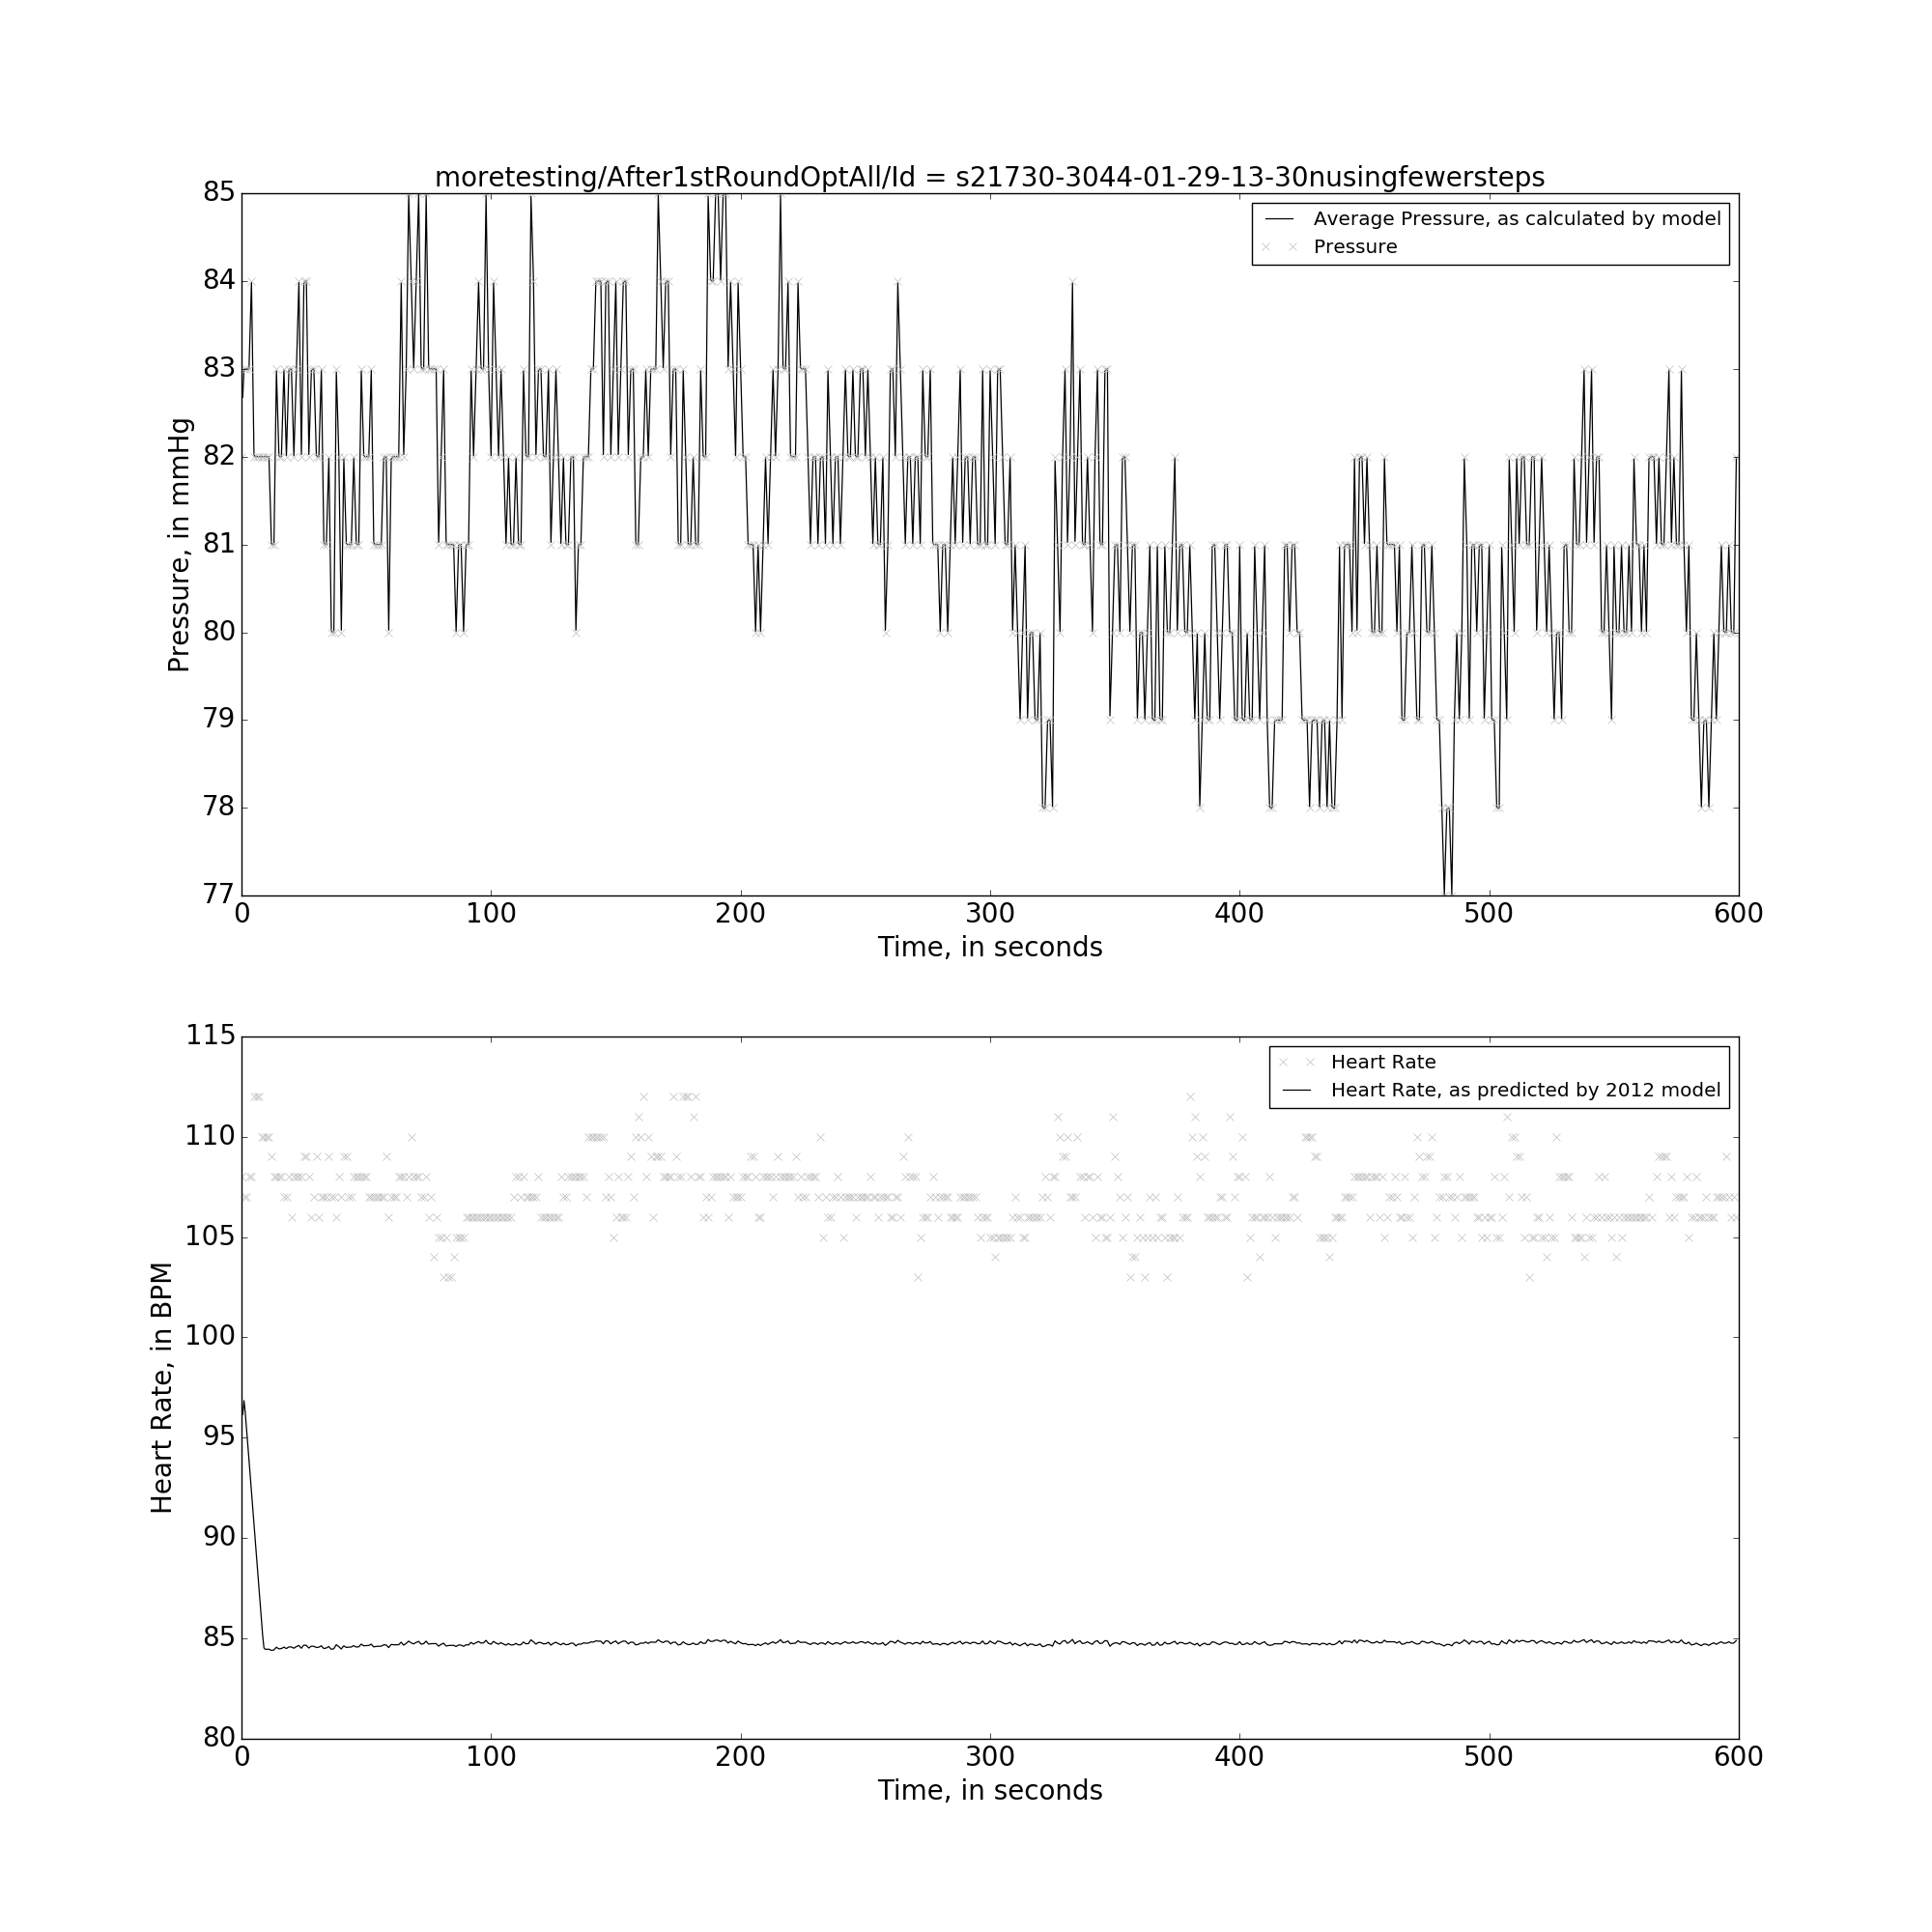 moretesting/After1stRoundOptAll/Id = s21730-3044-01-29-13-30nusingfewersteps
Average Pressure, as calculated by model
Pressure
85
84
83
82
81
80
79
78
77
Pressure, in mmHg
0 100 200 300 400 500 600
Time, in seconds
Heart Rate
Heart Rate, as predicted by 2012 model
115
110
105
100
95
90
85
80
Heart Rate, in BPM
0 100 200 300 400 500 600
Time, in seconds